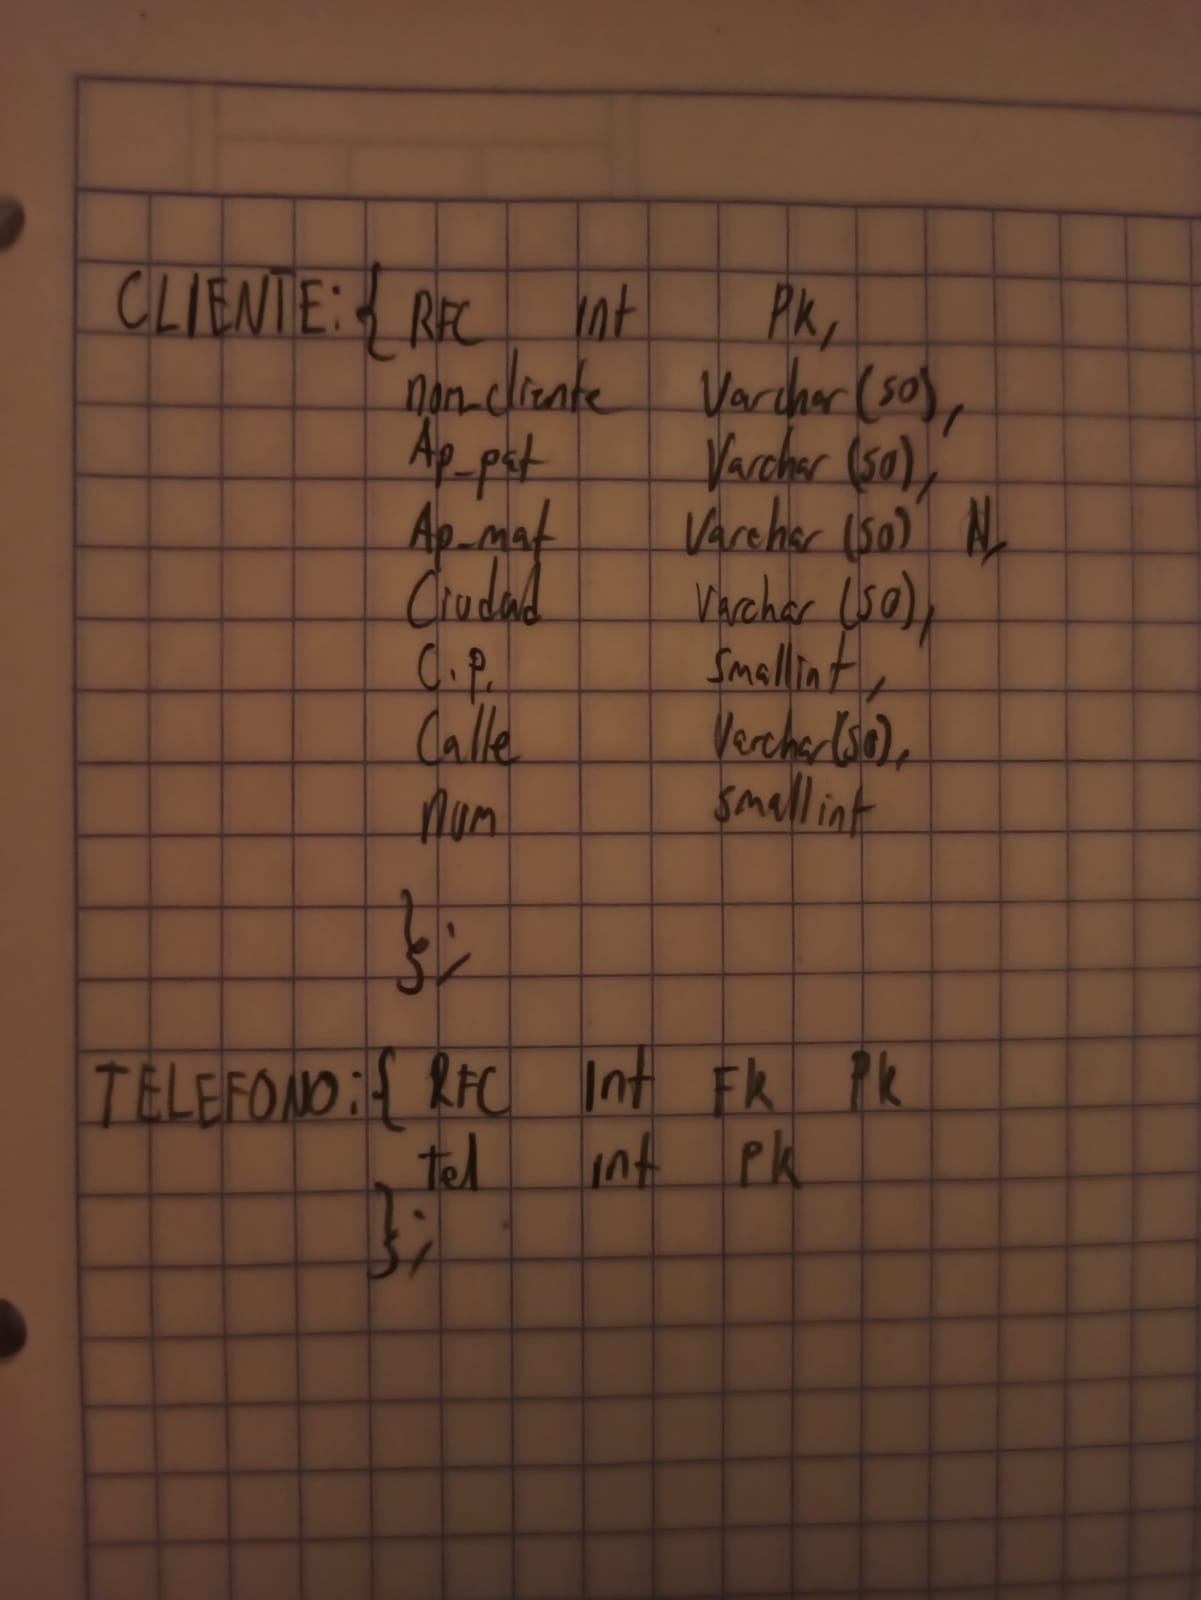 CLIENTE: { RFC int Pk,
nom_cliente Varchar (50),
Ap_pat Varchar (50),
Ap_mat Varchar (50) N,
Ciudad Varchar (50),
C.P. smallint,
Calle Varchar (50),
num smallint
};
TELEFONO: { RFC int Fk Pk
tel int Pk
};